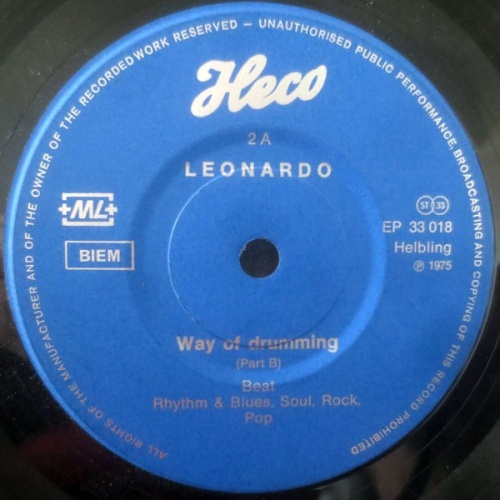 ALL RIGHTS OF THE MANUFACTURER AND OF THE OWNER OF THE RECORDED WORK RESERVED – UNAUTHORISED PUBLIC PERFORMANCE, BROADCASTING AND COPYING OF THIS RECORD PROHIBITED
Heco
2 A
LEONARDO
+ML+
BIEM
ST 33
EP 33 018
Helbling
℗ 1975
Way of drumming
(Part B)
Beat
Rhythm & Blues, Soul, Rock,
Pop